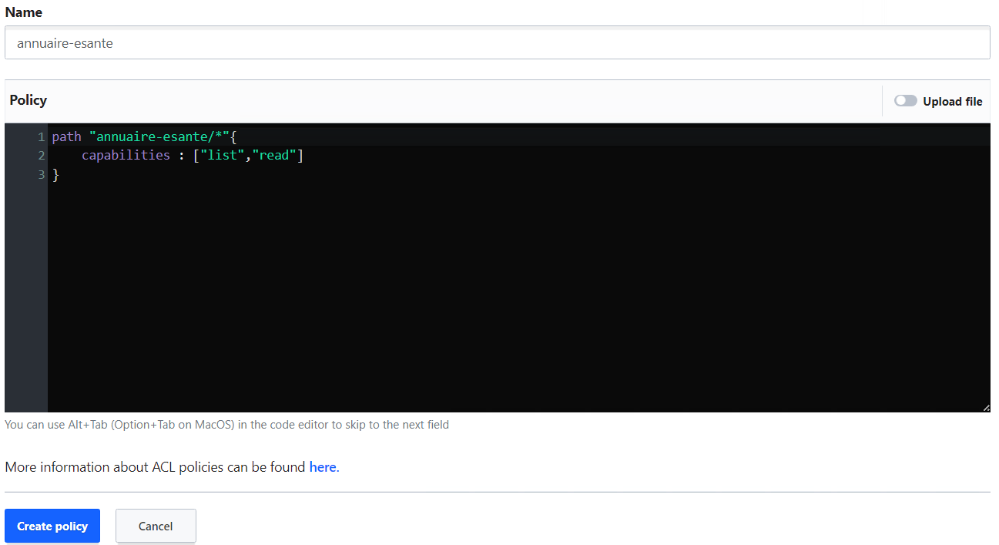 Name
annuaire-esante
Policy
Upload file
1 path "annuaire-esante/*"{
2     capabilities : ["list","read"]
3 }
You can use Alt+Tab (Option+Tab on MacOS) in the code editor to skip to the next field
More information about ACL policies can be found here.
Create policy
Cancel